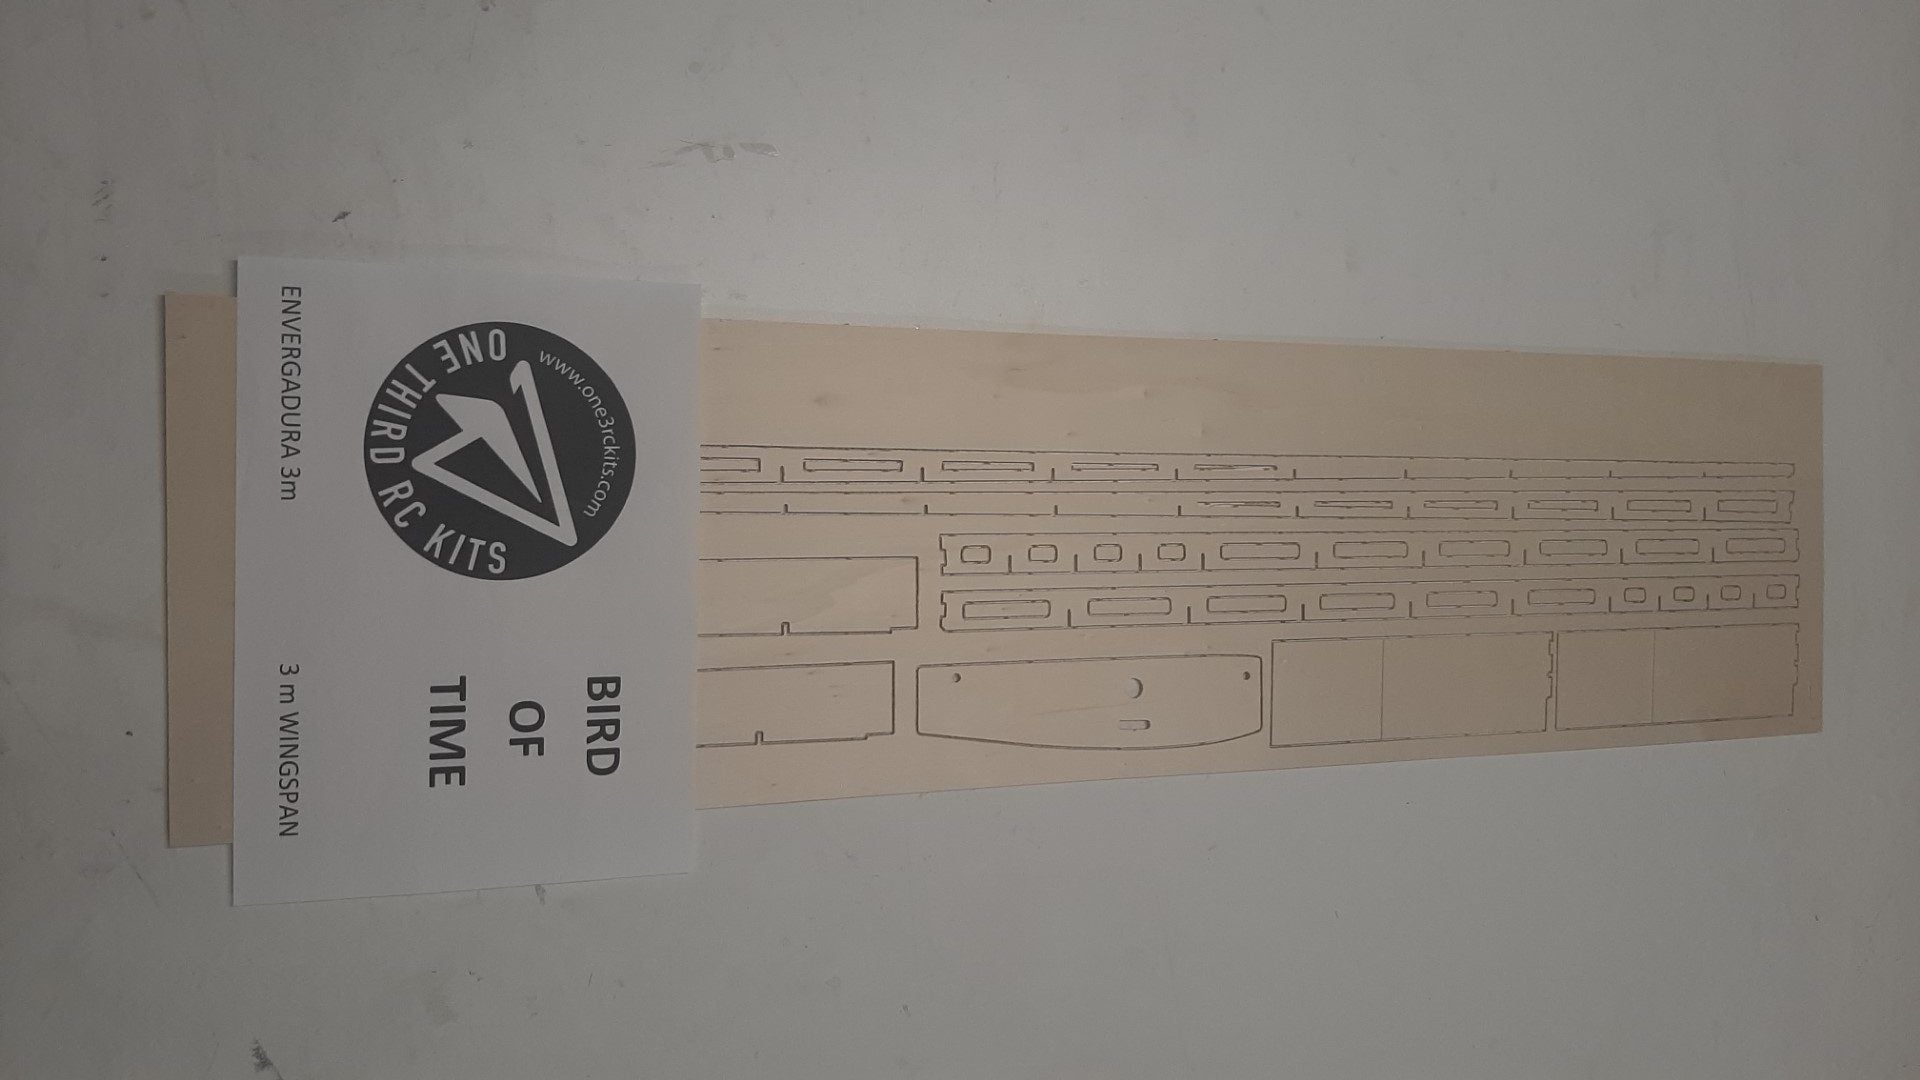 www.one3rckits.com
ONE THIRD RC KITS
BIRD
OF
TIME
ENVERGADURA 3m
3 m WINGSPAN